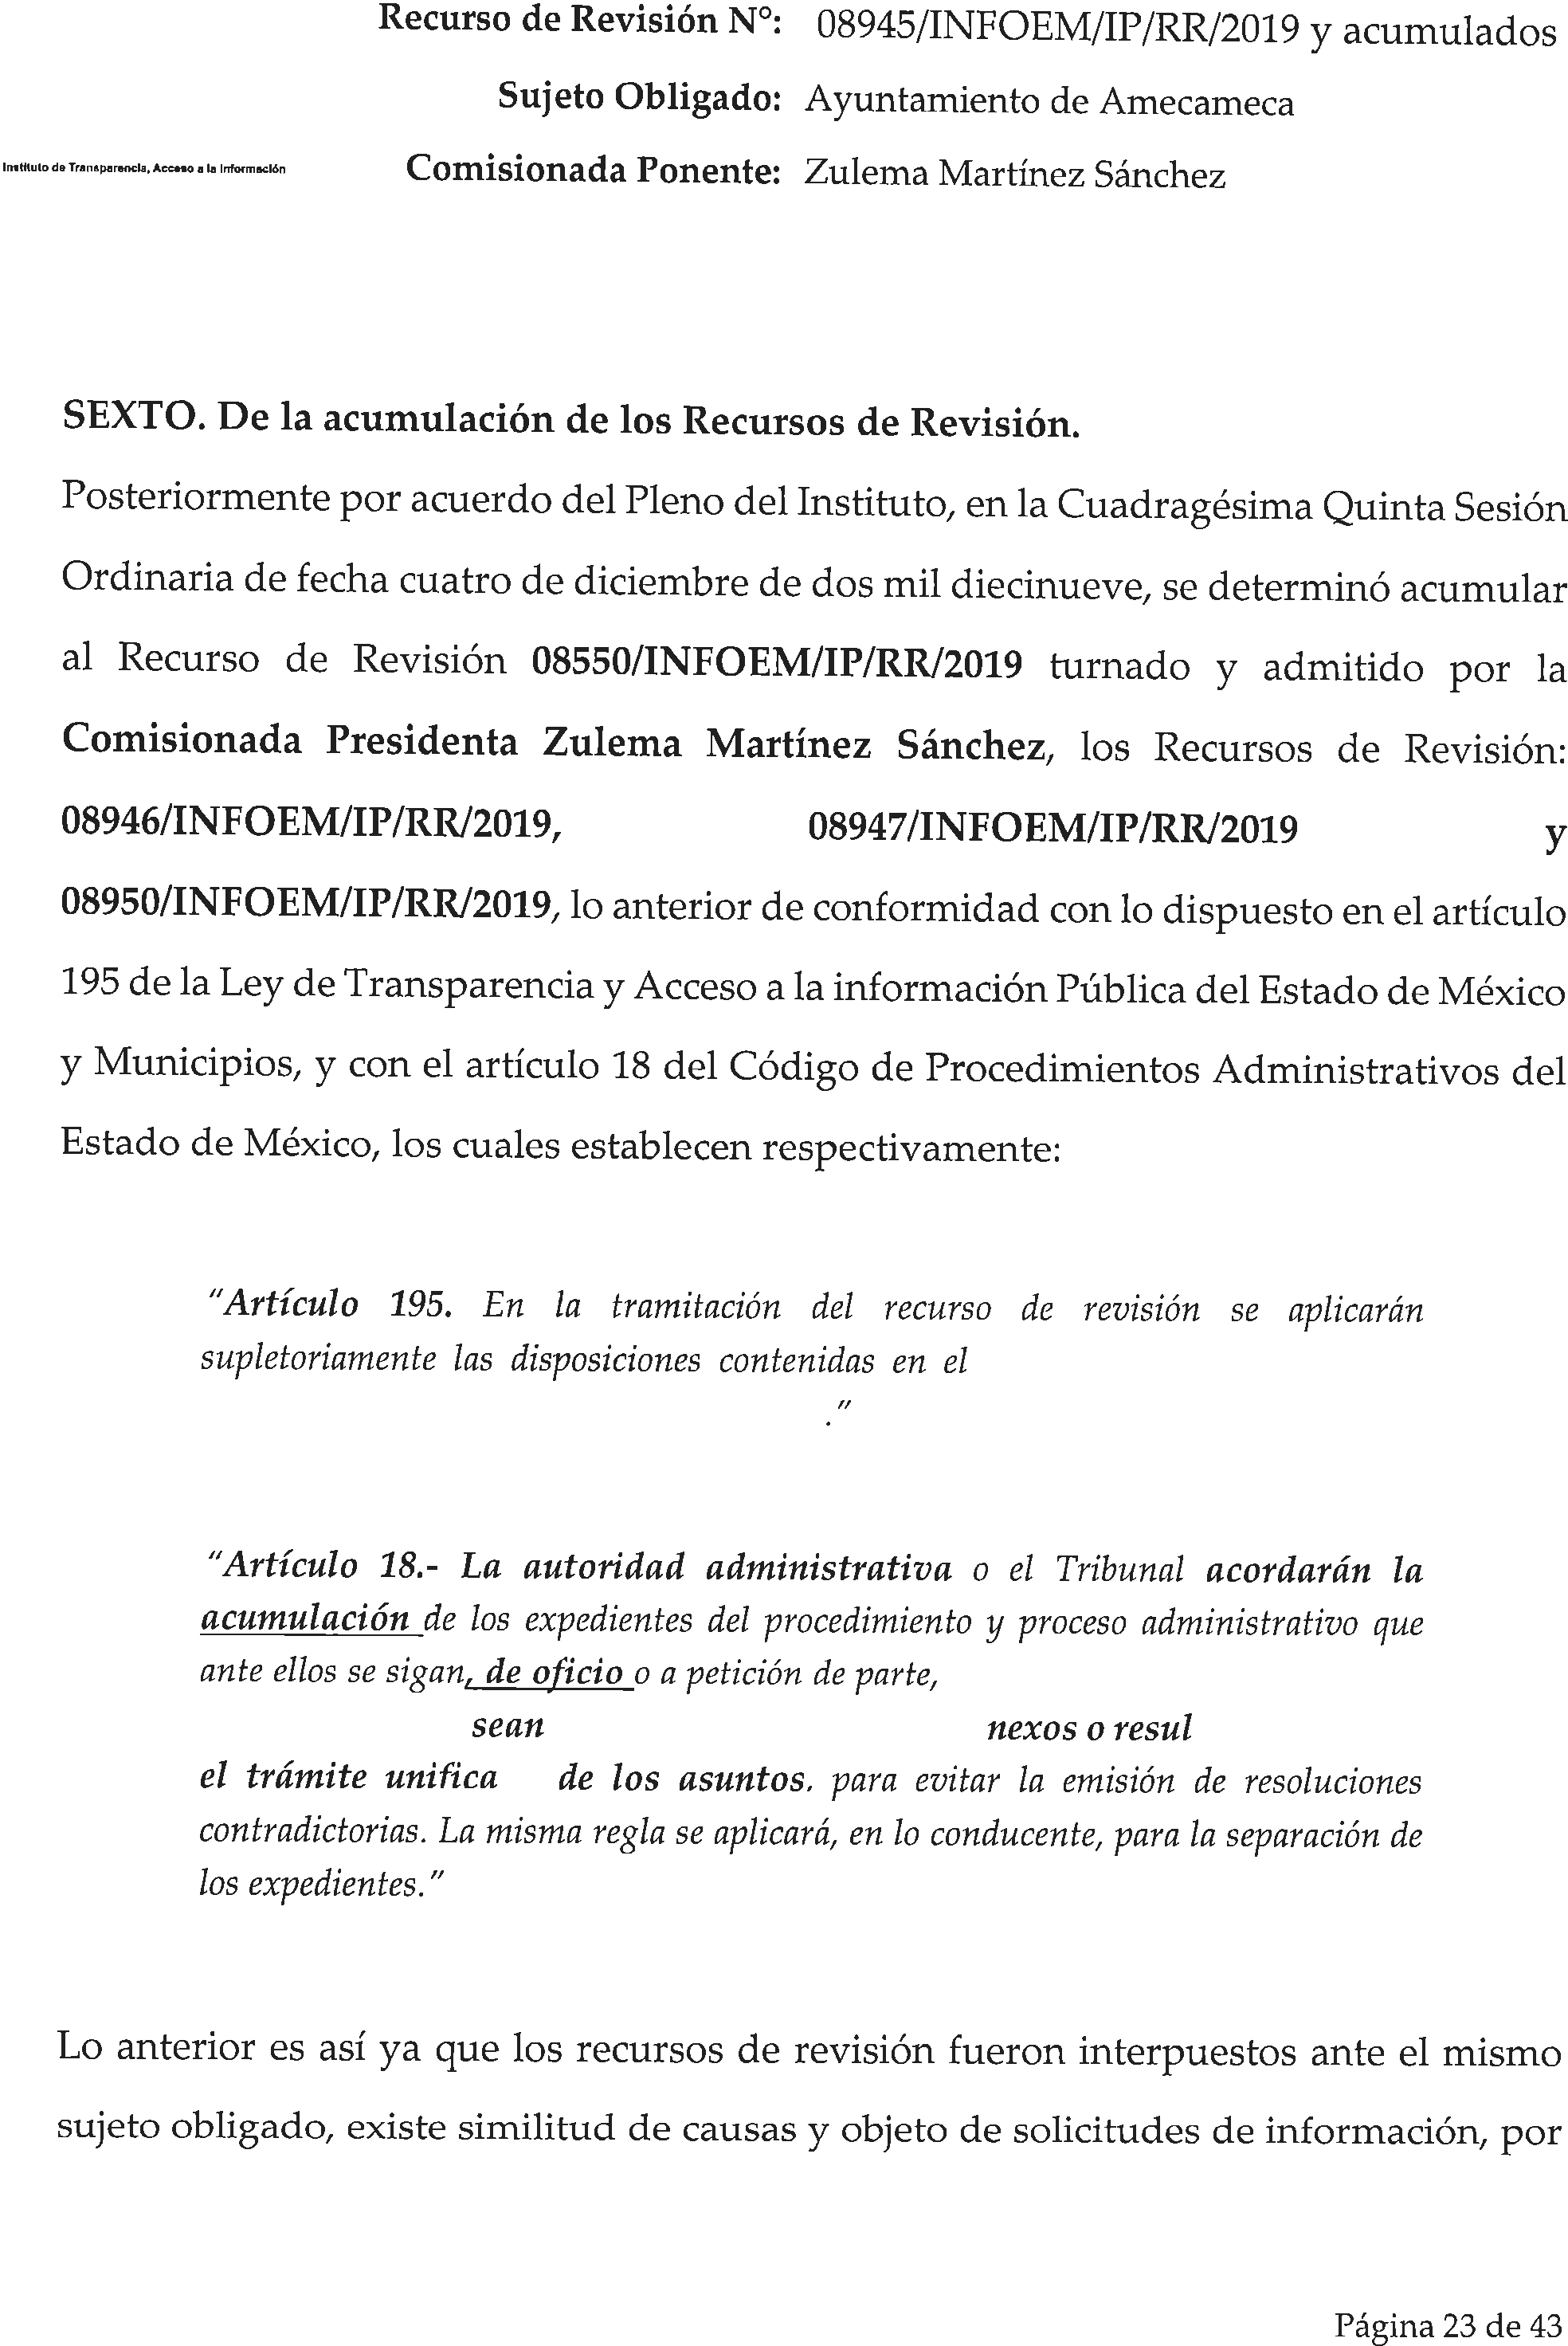 Recurso de Revisión N°: 08945/INFOEM/IP/RR/2019 y acumulados
Sujeto Obligado: Ayuntamiento de Amecameca
Instituto de Transparencia, Acceso a la Información
Comisionada Ponente: Zulema Martínez Sánchez
SEXTO. De la acumulación de los Recursos de Revisión.
Posteriormente por acuerdo del Pleno del Instituto, en la Cuadragésima Quinta Sesión
Ordinaria de fecha cuatro de diciembre de dos mil diecinueve, se determinó acumular
al Recurso de Revisión 08550/INFOEM/IP/RR/2019 turnado y admitido por la
Comisionada Presidenta Zulema Martínez Sánchez, los Recursos de Revisión:
08946/INFOEM/IP/RR/2019, 08947/INFOEM/IP/RR/2019 y
08950/INFOEM/IP/RR/2019, lo anterior de conformidad con lo dispuesto en el artículo
195 de la Ley de Transparencia y Acceso a la información Pública del Estado de México
y Municipios, y con el artículo 18 del Código de Procedimientos Administrativos del
Estado de México, los cuales establecen respectivamente:
"Artículo 195. En la tramitación del recurso de revisión se aplicarán
supletoriamente las disposiciones contenidas en el
."
"Artículo 18.- La autoridad administrativa o el Tribunal acordarán la
acumulación de los expedientes del procedimiento y proceso administrativo que
ante ellos se sigan, de oficio o a petición de parte,
sean nexos o resul
el trámite unifica de los asuntos. para evitar la emisión de resoluciones
contradictorias. La misma regla se aplicará, en lo conducente, para la separación de
los expedientes."
Lo anterior es así ya que los recursos de revisión fueron interpuestos ante el mismo
sujeto obligado, existe similitud de causas y objeto de solicitudes de información, por
Página 23 de 43